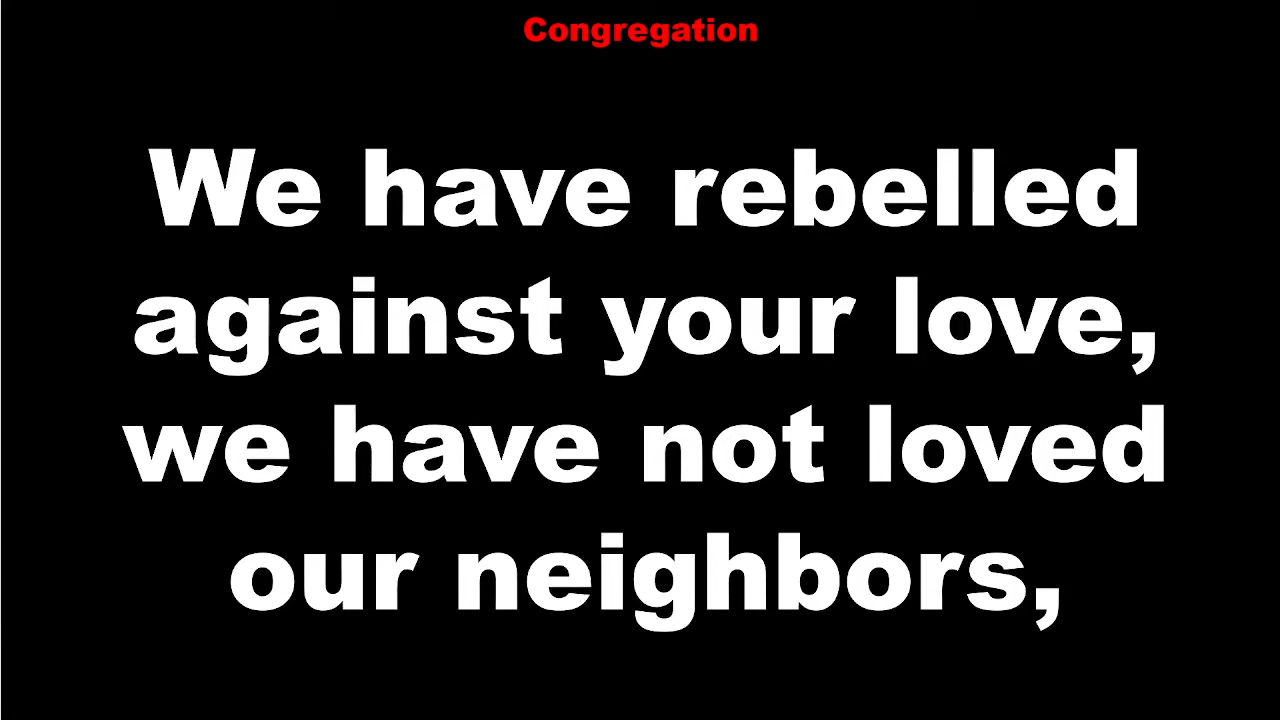 Congregation
We have rebelled
against your love,
we have not loved
our neighbors,